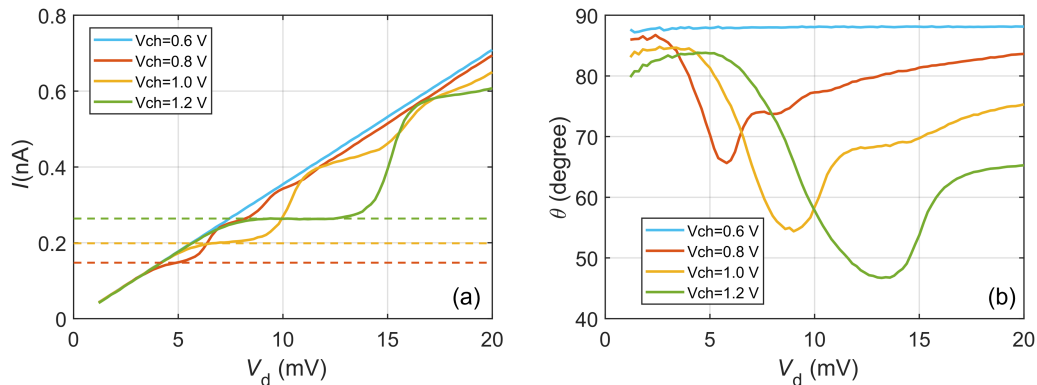 0.8
0.6
0.4
0.2
0
I(nA)
Vch=0.6 V
Vch=0.8 V
Vch=1.0 V
Vch=1.2 V
(a)
0 5 10 15 20
Vd (mV)
90
80
70
60
50
40
θ (degree)
Vch=0.6 V
Vch=0.8 V
Vch=1.0 V
Vch=1.2 V
(b)
0 5 10 15 20
Vd (mV)